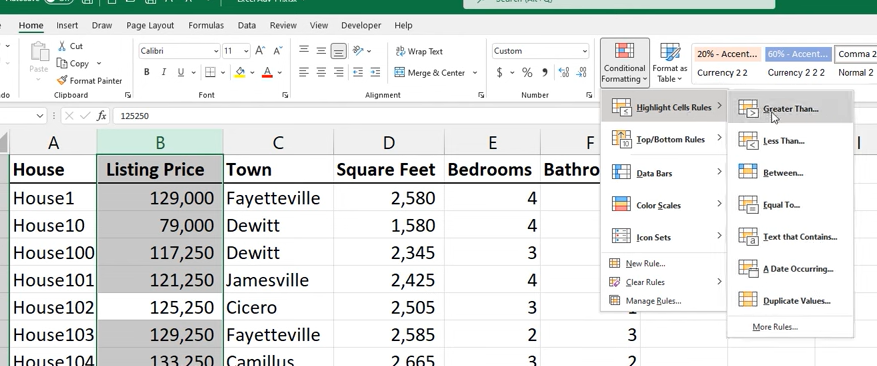 Home Insert Draw Page Layout Formulas Data Review View Developer Help
Cut
Copy
Format Painter
Paste
Clipboard
Calibri 11
B I U
Font
Wrap Text
Merge & Center
Alignment
Custom
$ % ,
Number
Conditional Formatting
Format as Table
20% - Accent... 60% - Accent... Comma 2
Currency 2 2 Currency 2 2 Normal 2
Highlight Cells Rules
Top/Bottom Rules
Data Bars
Color Scales
Icon Sets
New Rule...
Clear Rules
Manage Rules...
Greater Than...
Less Than...
Between...
Equal To...
Text that Contains...
A Date Occurring...
Duplicate Values...
More Rules...
fx 125250
A B C D E F I
House Listing Price Town Square Feet Bedrooms Bathro
House1 129,000 Fayetteville 2,580 4
House10 79,000 Dewitt 1,580 4
House100 117,250 Dewitt 2,345 3
House101 121,250 Jamesville 2,425 4
House102 125,250 Cicero 2,505 3 1
House103 129,250 Fayetteville 2,585 2 3
House104 133,250 Camillus 2,665 3 2